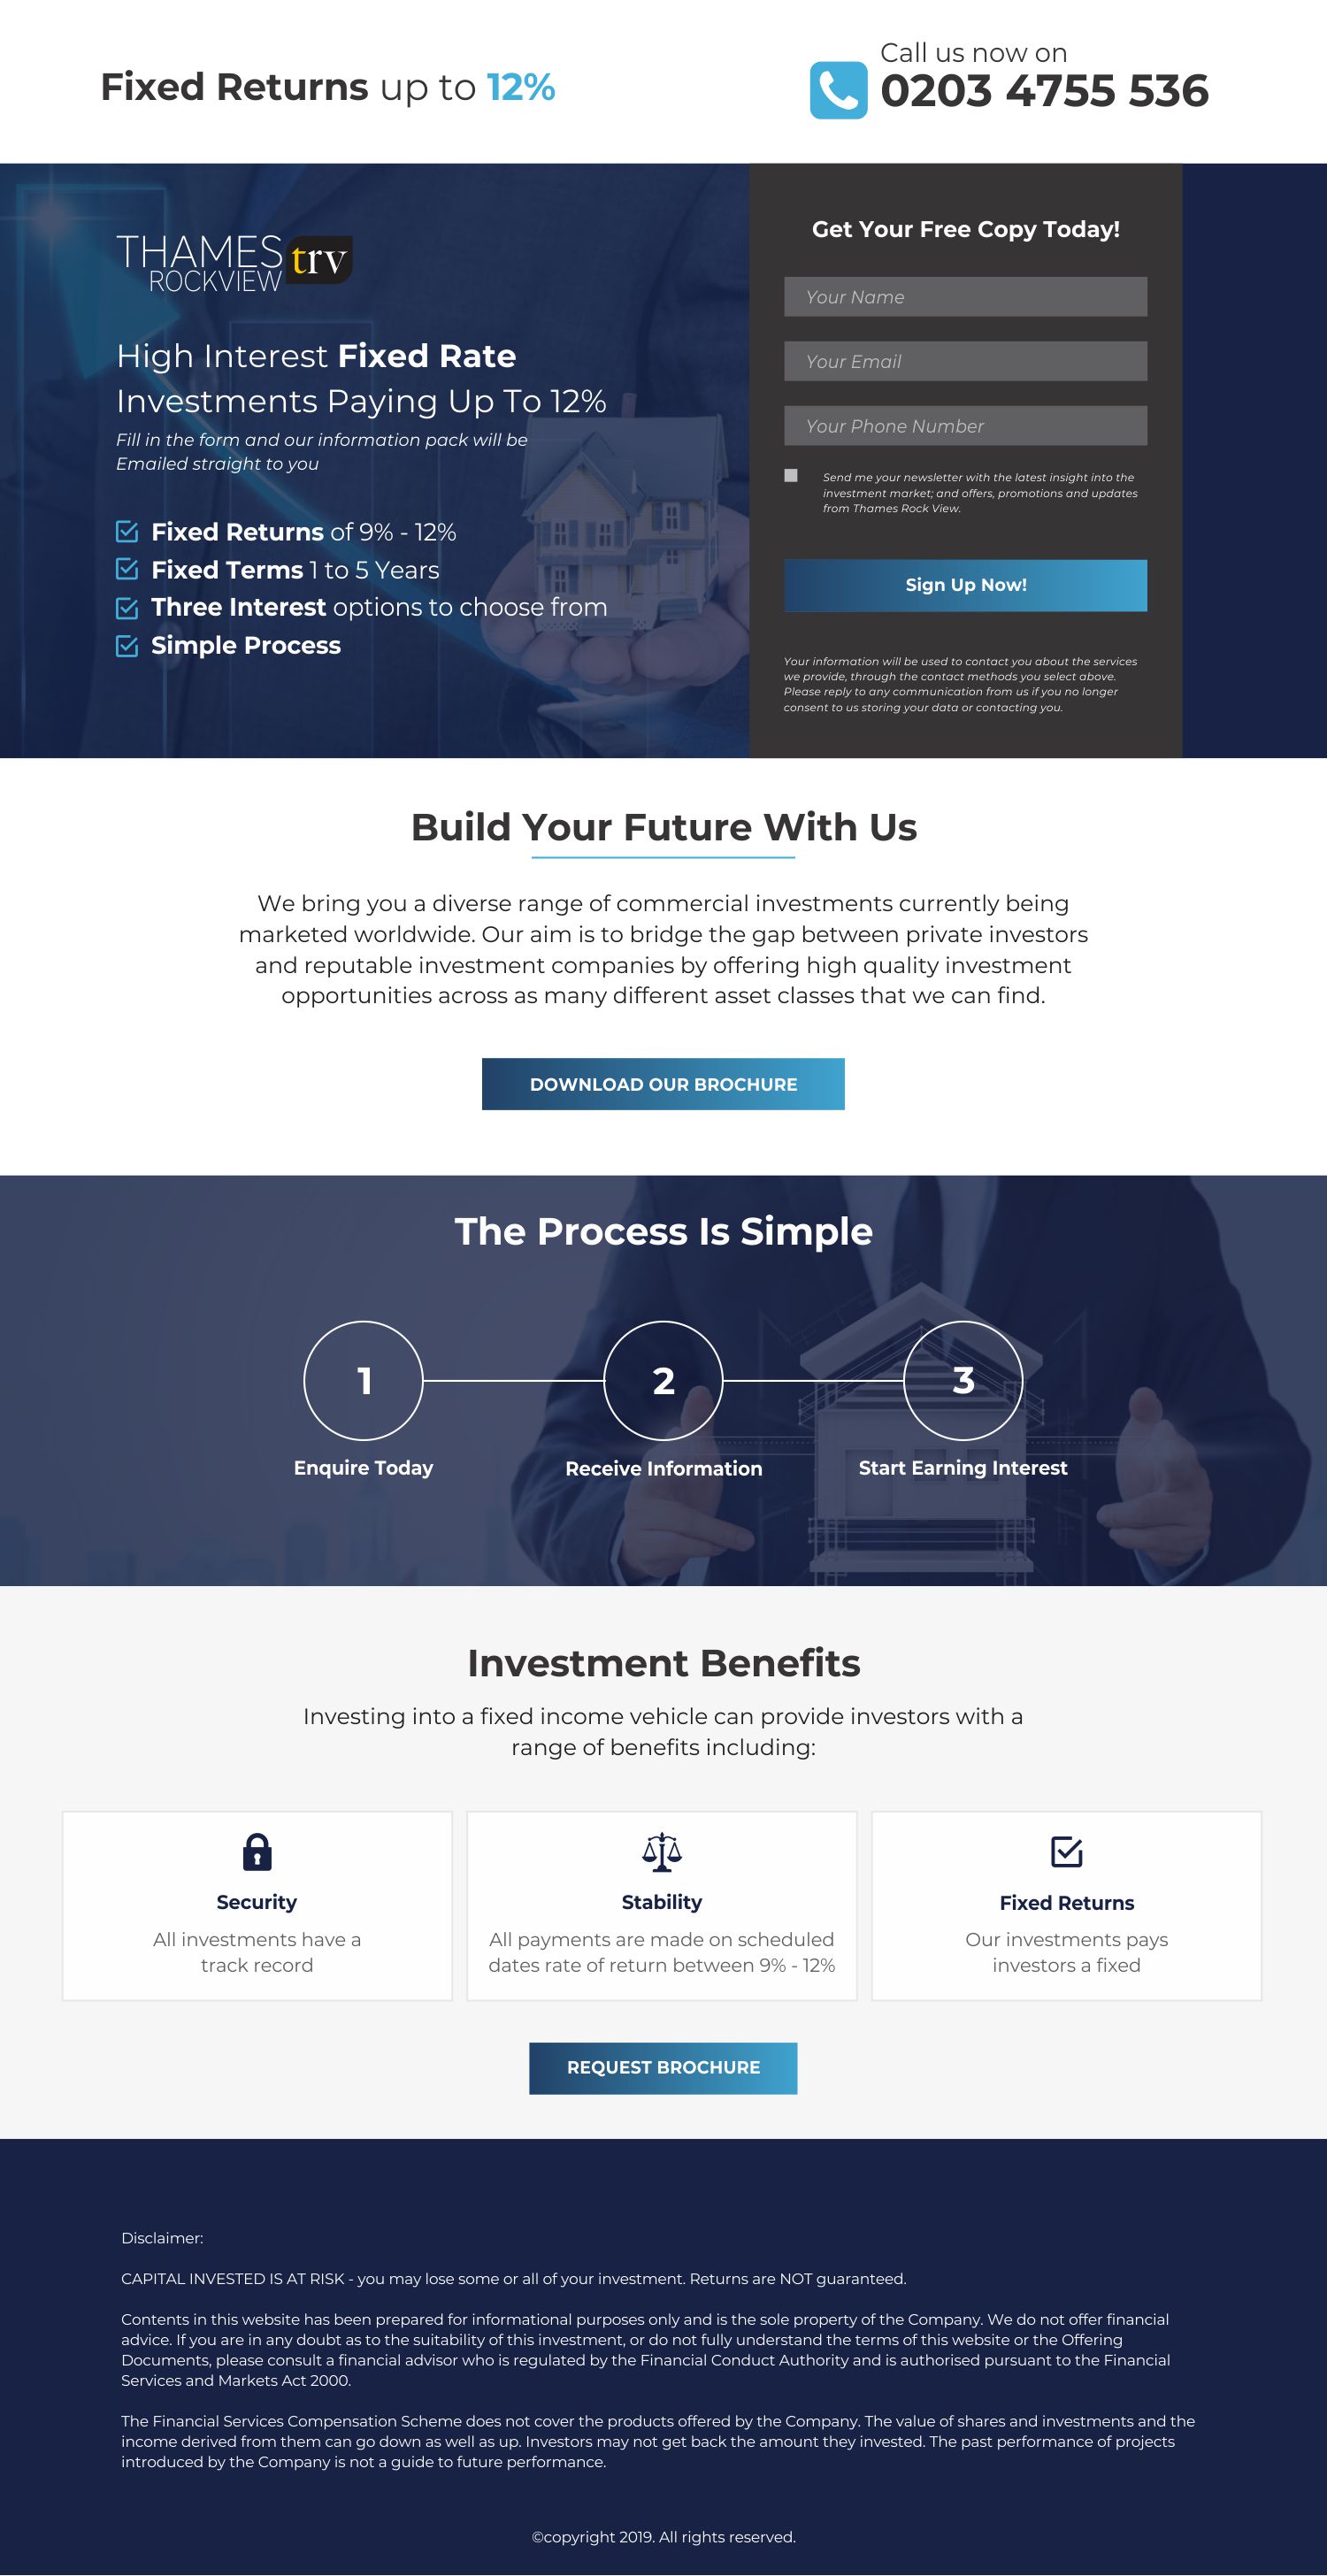 Fixed Returns up to 12%
Call us now on
0203 4755 536
THAMES
ROCKVIEW
trv
High Interest Fixed Rate
Investments Paying Up To 12%
Fill in the form and our information pack will be
Emailed straight to you
Fixed Returns of 9% - 12%
Fixed Terms 1 to 5 Years
Three Interest options to choose from
Simple Process
Get Your Free Copy Today!
Your Name
Your Email
Your Phone Number
Send me your newsletter with the latest insight into the
investment market; and offers, promotions and updates
from Thames Rock View.
Sign Up Now!
Your information will be used to contact you about the services
we provide, through the contact methods you select above.
Please reply to any communication from us if you no longer
consent to us storing your data or contacting you.
Build Your Future With Us
We bring you a diverse range of commercial investments currently being
marketed worldwide. Our aim is to bridge the gap between private investors
and reputable investment companies by offering high quality investment
opportunities across as many different asset classes that we can find.
DOWNLOAD OUR BROCHURE
The Process Is Simple
1
2
3
Enquire Today
Receive Information
Start Earning Interest
Investment Benefits
Investing into a fixed income vehicle can provide investors with a
range of benefits including:
Security
All investments have a
track record
Stability
All payments are made on scheduled
dates rate of return between 9% - 12%
Fixed Returns
Our investments pays
investors a fixed
REQUEST BROCHURE
Disclaimer:
CAPITAL INVESTED IS AT RISK - you may lose some or all of your investment. Returns are NOT guaranteed.
Contents in this website has been prepared for informational purposes only and is the sole property of the Company. We do not offer financial
advice. If you are in any doubt as to the suitability of this investment, or do not fully understand the terms of this website or the Offering
Documents, please consult a financial advisor who is regulated by the Financial Conduct Authority and is authorised pursuant to the Financial
Services and Markets Act 2000.
The Financial Services Compensation Scheme does not cover the products offered by the Company. The value of shares and investments and the
income derived from them can go down as well as up. Investors may not get back the amount they invested. The past performance of projects
introduced by the Company is not a guide to future performance.
©copyright 2019. All rights reserved.